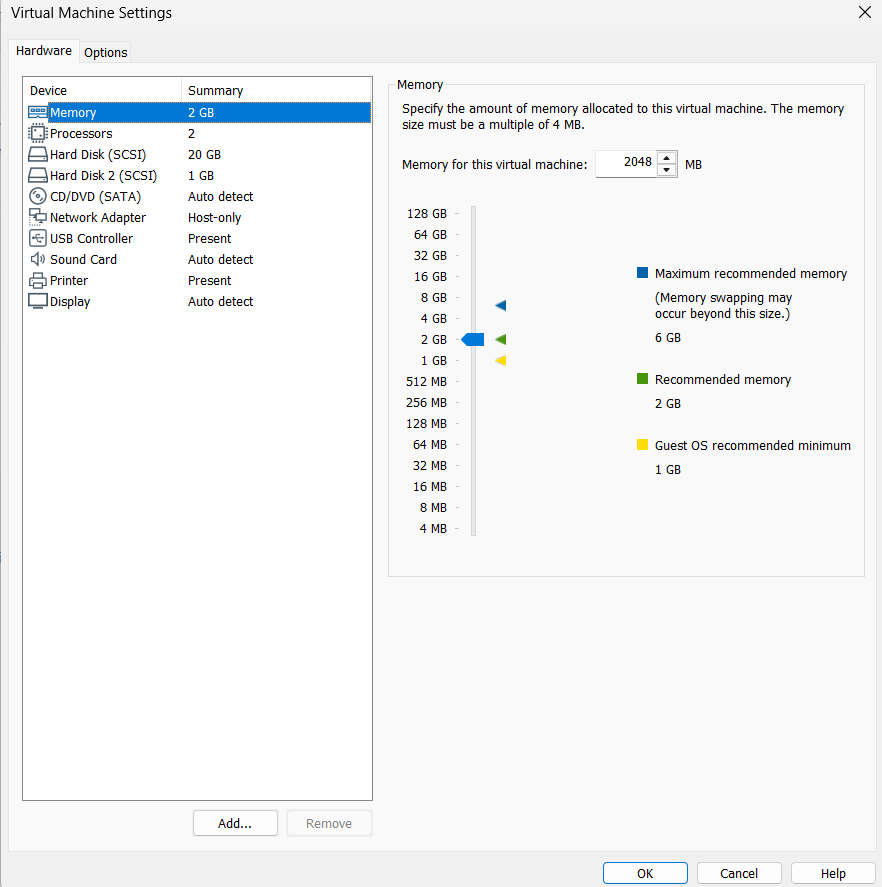 Virtual Machine Settings
Hardware
Options
Device Summary
Memory 2 GB
Processors 2
Hard Disk (SCSI) 20 GB
Hard Disk 2 (SCSI) 1 GB
CD/DVD (SATA) Auto detect
Network Adapter Host-only
USB Controller Present
Sound Card Auto detect
Printer Present
Display Auto detect
Add...
Remove
Memory
Specify the amount of memory allocated to this virtual machine. The memory
size must be a multiple of 4 MB.
Memory for this virtual machine: 2048 MB
128 GB
64 GB
32 GB
16 GB
8 GB
4 GB
2 GB
1 GB
512 MB
256 MB
128 MB
64 MB
32 MB
16 MB
8 MB
4 MB
Maximum recommended memory
(Memory swapping may
occur beyond this size.)
6 GB
Recommended memory
2 GB
Guest OS recommended minimum
1 GB
OK
Cancel
Help